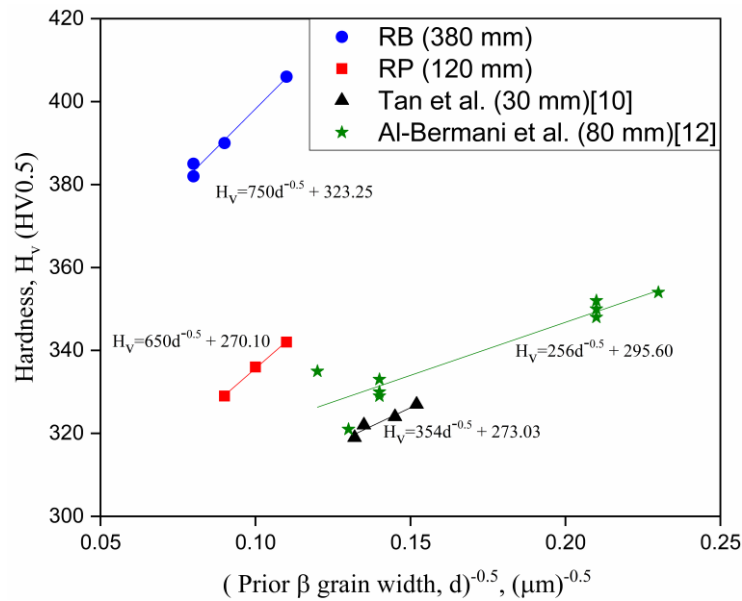 420
400
380
360
340
320
300
0.05
0.10
0.15
0.20
0.25
Hardness, Hᵥ (HV0.5)
( Prior β grain width, d)⁻⁰·⁵, (μm)⁻⁰·⁵
RB (380 mm)
RP (120 mm)
Tan et al. (30 mm)[10]
Al-Bermani et al. (80 mm)[12]
Hᵥ=750d⁻⁰·⁵ + 323.25
Hᵥ=650d⁻⁰·⁵ + 270.10
Hᵥ=256d⁻⁰·⁵ + 295.60
Hᵥ=354d⁻⁰·⁵ + 273.03